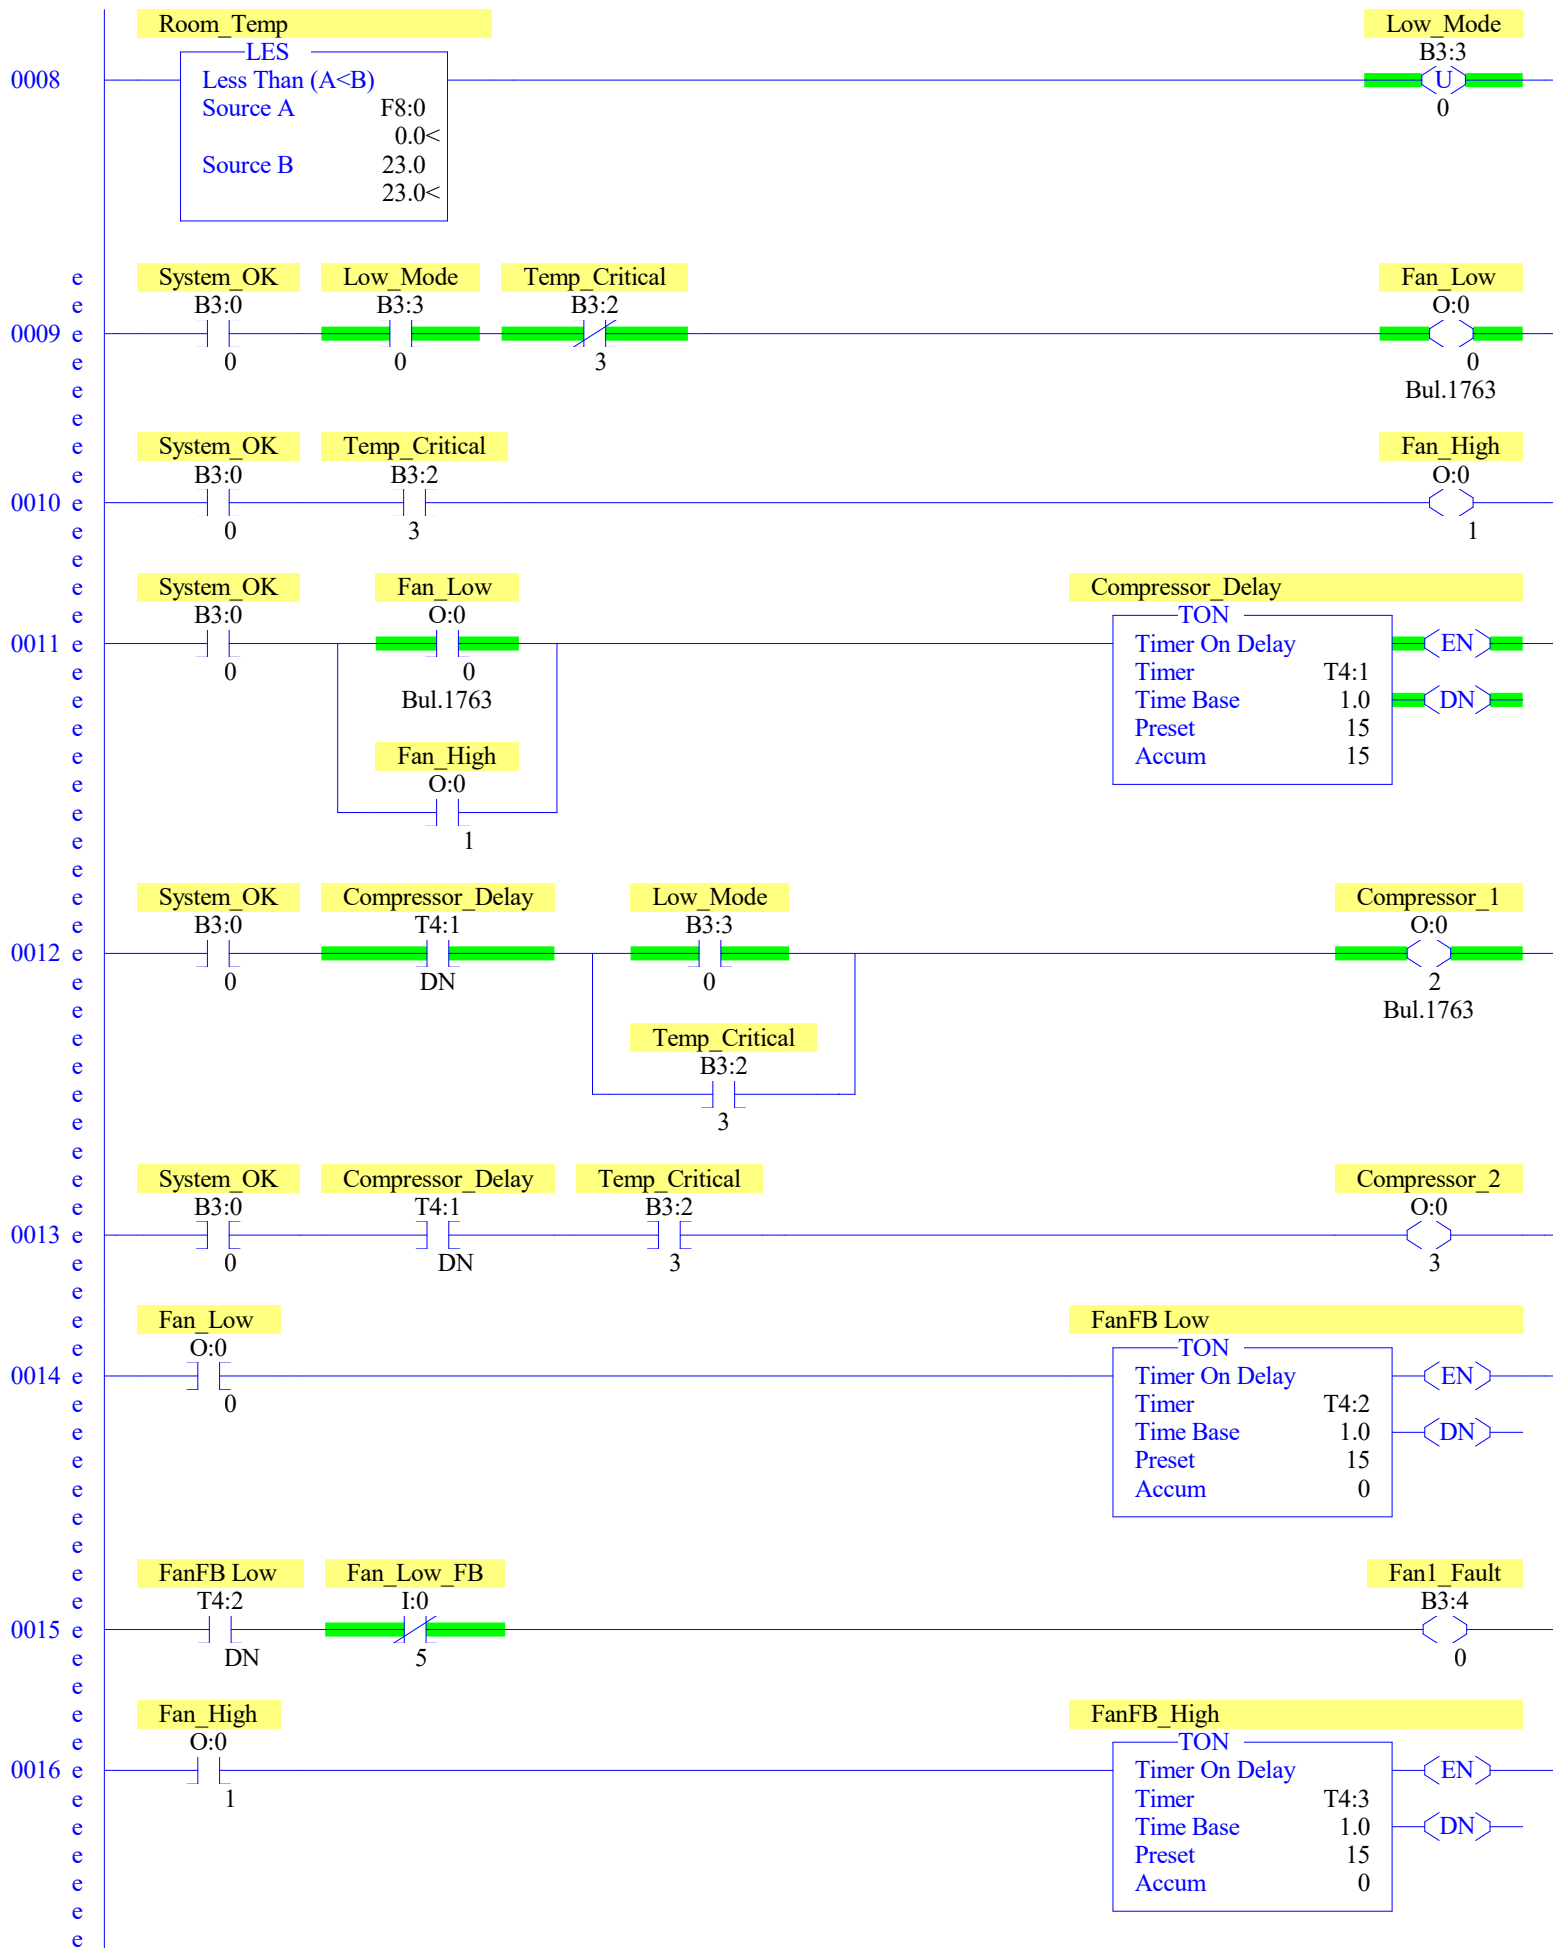 Room_Temp Low_Mode
LES B3:3
0008 Less Than (A<B) U
Source A F8:0 0
0.0<
Source B 23.0
23.0<
e System_OK Low_Mode Temp_Critical Fan_Low
e B3:0 B3:3 B3:2 O:0
0009 e
e 0 0 3 0
e Bul.1763
e
e System_OK Temp_Critical Fan_High
e B3:0 B3:2 O:0
0010 e
e 0 3 1
e
e System_OK Fan_Low Compressor_Delay
e B3:0 O:0 TON
0011 e Timer On Delay EN
e 0 0 Timer T4:1
e Bul.1763 Time Base 1.0 DN
e Preset 15
e Fan_High Accum 15
e O:0
e
e 1
e
e System_OK Compressor_Delay Low_Mode Compressor_1
e B3:0 T4:1 B3:3 O:0
0012 e
e 0 DN 0 2
e Bul.1763
e Temp_Critical
e B3:2
e
e 3
e
e System_OK Compressor_Delay Temp_Critical Compressor_2
e B3:0 T4:1 B3:2 O:0
0013 e
e 0 DN 3 3
e
e Fan_Low FanFB Low
e O:0 TON
0014 e Timer On Delay EN
e 0 Timer T4:2
e Time Base 1.0 DN
e Preset 15
e Accum 0
e
e
e FanFB Low Fan_Low_FB Fan1_Fault
e T4:2 I:0 B3:4
0015 e
e DN 5 0
e
e Fan_High FanFB_High
e O:0 TON
0016 e Timer On Delay EN
e 1 Timer T4:3
e Time Base 1.0 DN
e Preset 15
e Accum 0
e
e